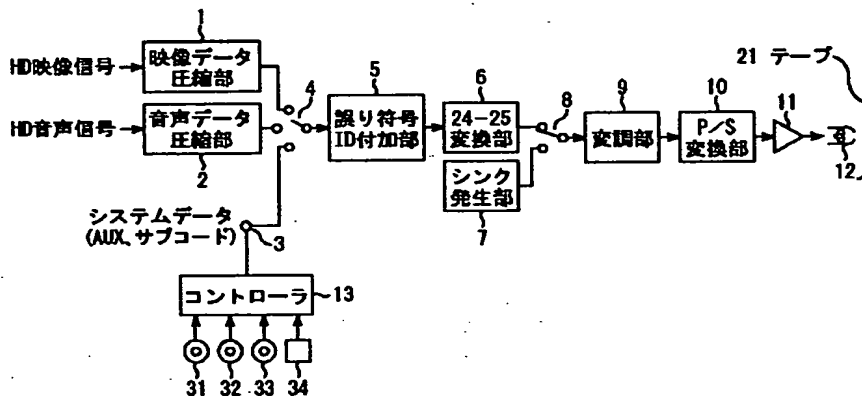 1
HD映像信号
映像データ
圧縮部
4
5
6
8
9
10
11
21 テープ
HD音声信号
音声データ
圧縮部
2
誤り符号
ID付加部
24-25
変換部
変調部
P/S
変換部
12
シンク
発生部
7
システムデータ
(AUX、サブコード)
3
コントローラ
13
31 32 33 34